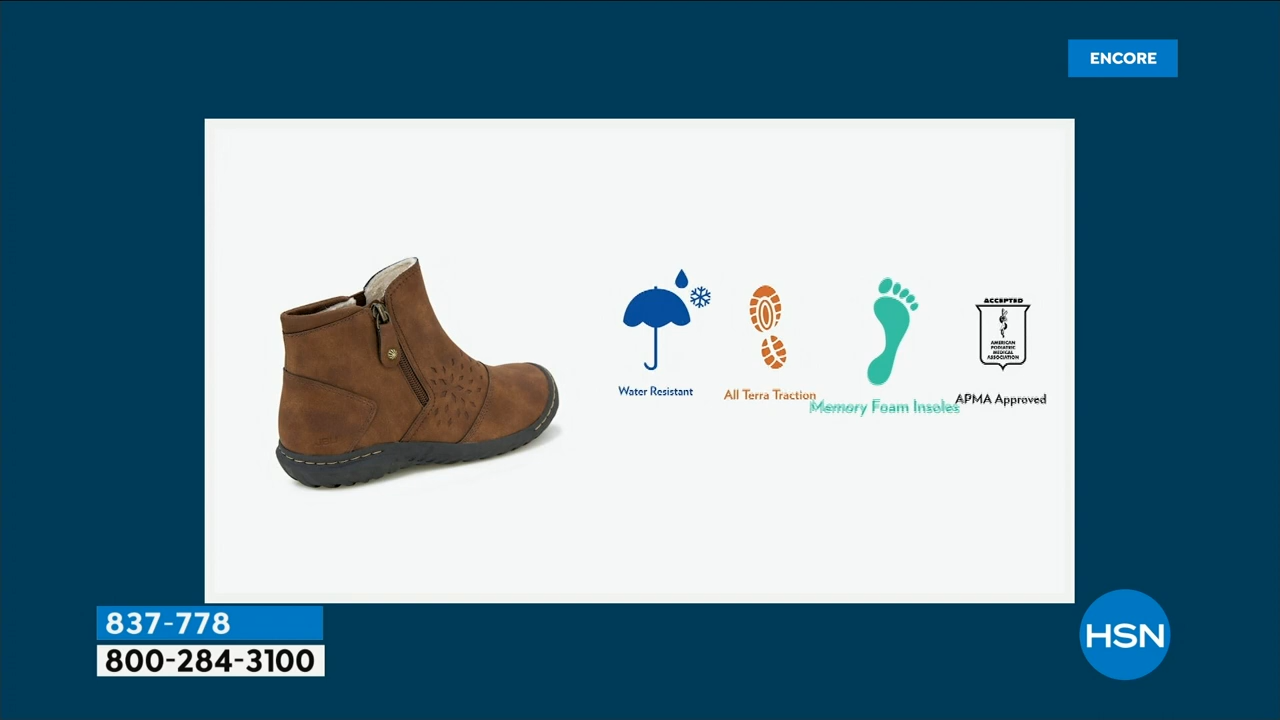 ENCORE
ACCEPTED
AMERICAN
PODIATRIC
MEDICAL
ASSOCIATION
Water Resistant
All Terra Traction
Memory Foam Insoles
APMA Approved
837-778
800-284-3100
HSN